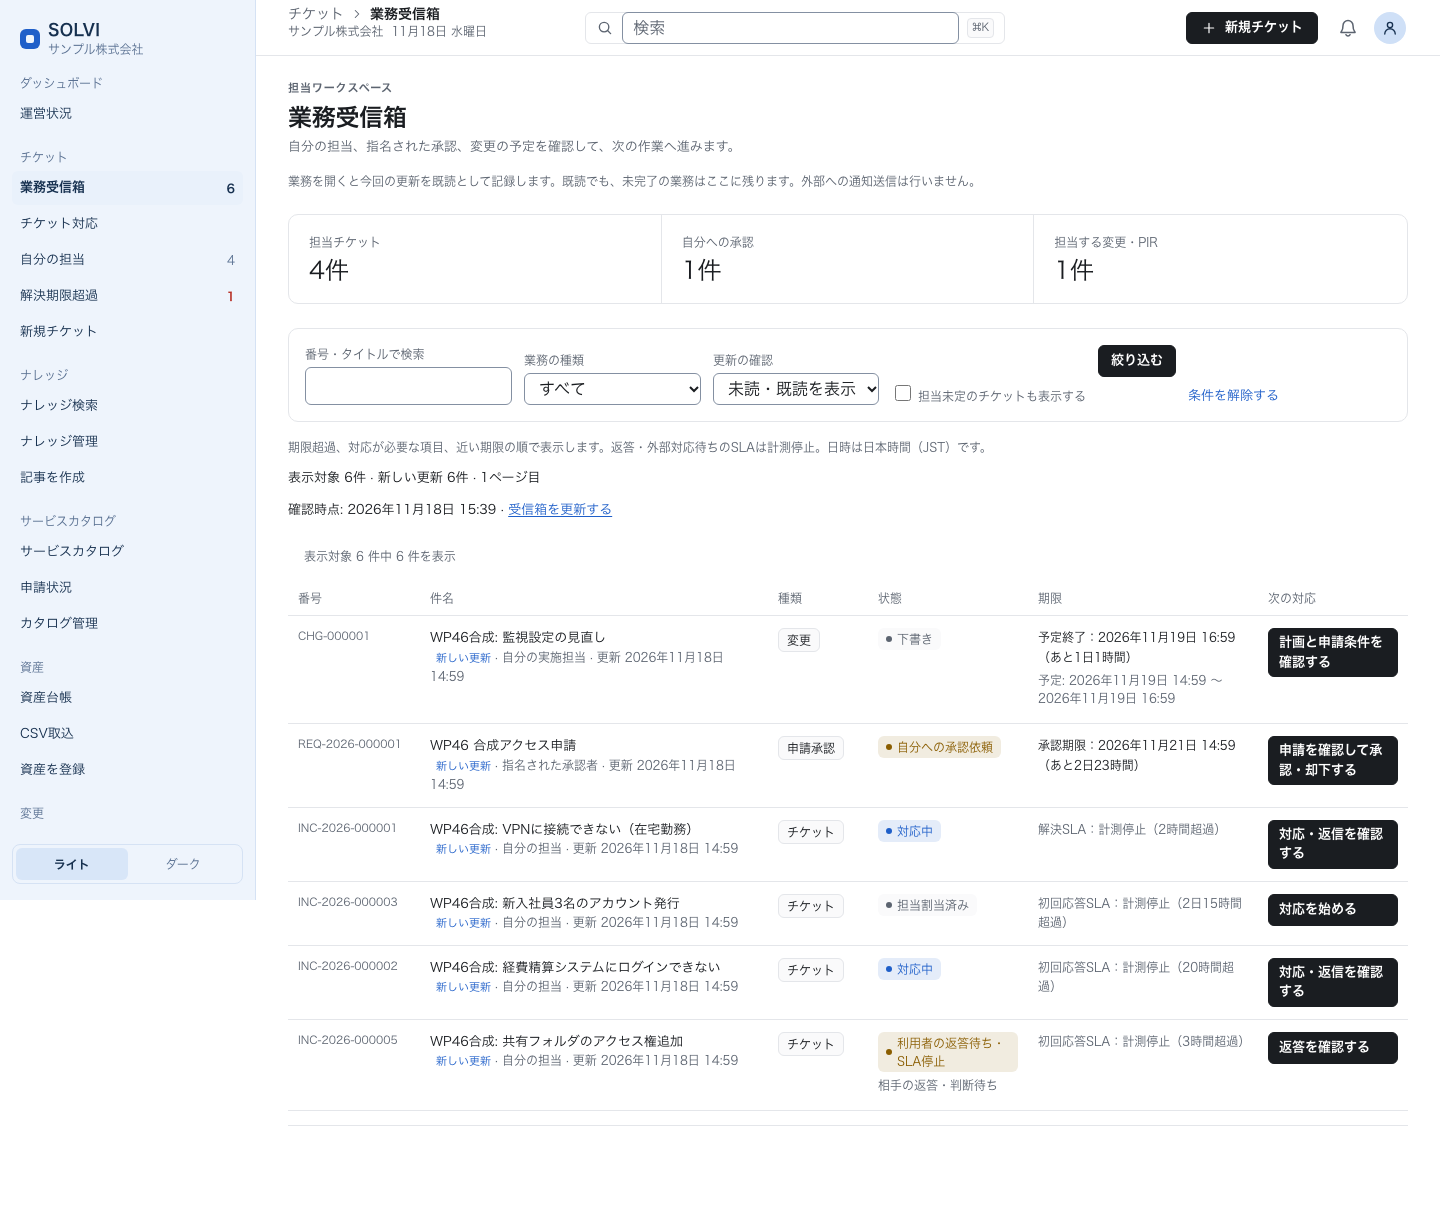 SOLVI
サンプル株式会社
ダッシュボード
運営状況
チケット
業務受信箱 6
チケット対応
自分の担当 4
解決期限超過 1
新規チケット
ナレッジ
ナレッジ検索
ナレッジ管理
記事を作成
サービスカタログ
サービスカタログ
申請状況
カタログ管理
資産
資産台帳
CSV取込
資産を登録
変更
ライト ダーク
チケット > 業務受信箱
サンプル株式会社 11月18日 水曜日
検索 ⌘K
+ 新規チケット
担当ワークスペース
業務受信箱
自分の担当、指名された承認、変更の予定を確認して、次の作業へ進みます。
業務を開くと今回の更新を既読として記録します。既読でも、未完了の業務はここに残ります。外部への通知送信は行いません。
担当チケット 自分への承認 担当する変更・PIR
4件 1件 1件
番号・タイトルで検索 業務の種類 更新の確認
すべて 未読・既読を表示 担当未定のチケットも表示する 絞り込む 条件を解除する
期限超過、対応が必要な項目、近い期限の順で表示します。返答・外部対応待ちのSLAは計測停止。日時は日本時間（JST）です。
表示対象 6件 · 新しい更新 6件 · 1ページ目
確認時点: 2026年11月18日 15:39 · 受信箱を更新する
表示対象 6 件中 6 件を表示
番号 件名 種類 状態 期限 次の対応
CHG-000001 WP46合成: 監視設定の見直し 変更 下書き 予定終了：2026年11月19日 16:59 計画と申請条件を
新しい更新 · 自分の実施担当 · 更新 2026年11月18日 （あと1日1時間） 確認する
14:59 予定: 2026年11月19日 14:59 〜
2026年11月19日 16:59
REQ-2026-000001 WP46 合成アクセス申請 申請承認 自分への承認依頼 承認期限：2026年11月21日 14:59 申請を確認して承
新しい更新 · 指名された承認者 · 更新 2026年11月18日 （あと2日23時間） 認・却下する
14:59
INC-2026-000001 WP46合成: VPNに接続できない（在宅勤務） チケット 対応中 解決SLA：計測停止（2時間超過） 対応・返信を確認
新しい更新 · 自分の担当 · 更新 2026年11月18日 14:59 する
INC-2026-000003 WP46合成: 新入社員3名のアカウント発行 チケット 担当割当済み 初回応答SLA：計測停止（2日15時間 対応を始める
新しい更新 · 自分の担当 · 更新 2026年11月18日 14:59 超過）
INC-2026-000002 WP46合成: 経費精算システムにログインできない チケット 対応中 初回応答SLA：計測停止（20時間超 対応・返信を確認
新しい更新 · 自分の担当 · 更新 2026年11月18日 14:59 過） する
INC-2026-000005 WP46合成: 共有フォルダのアクセス権追加 チケット 利用者の返答待ち・ 初回応答SLA：計測停止（3時間超過） 返答を確認する
新しい更新 · 自分の担当 · 更新 2026年11月18日 14:59 SLA停止
相手の返答・判断待ち